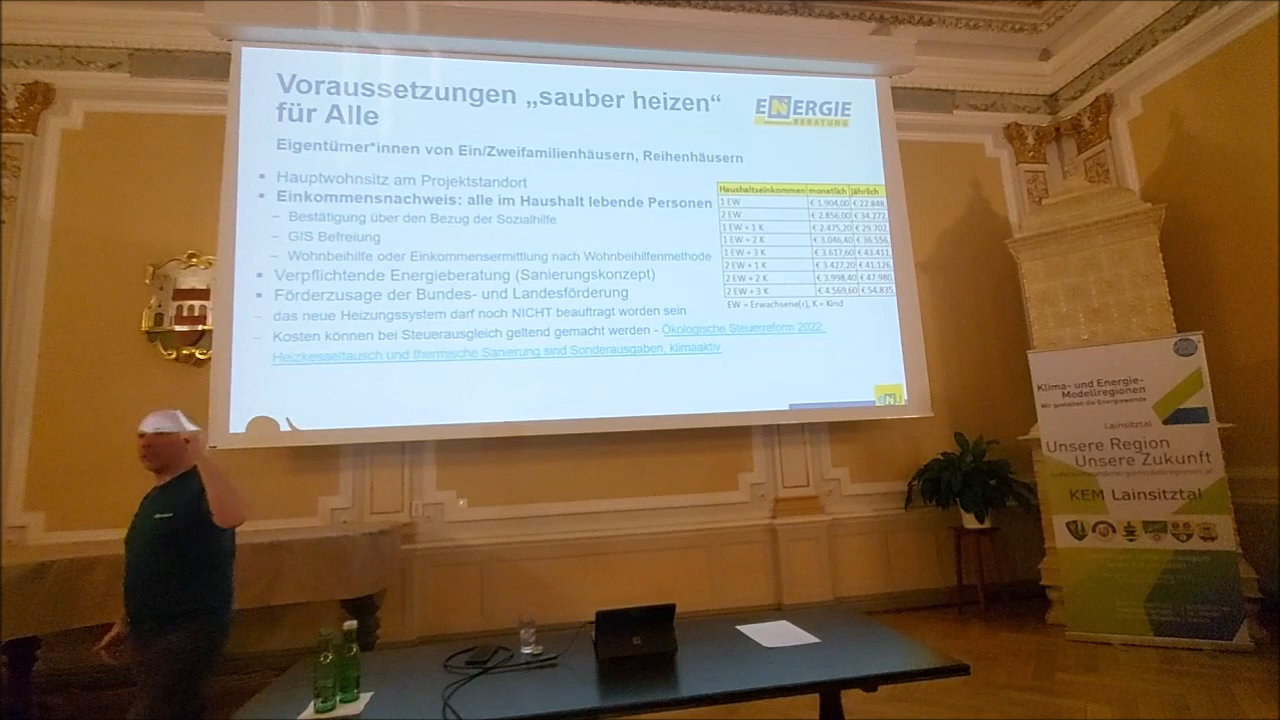 Voraussetzungen „sauber heizen“
für Alle
ENERGIE
BERATUNG
Eigentümer*innen von Ein/Zweifamilienhäusern, Reihenhäusern
• Hauptwohnsitz am Projektstandort
• Einkommensnachweis: alle im Haushalt lebende Personen
– Bestätigung über den Bezug der Sozialhilfe
– GIS Befreiung
– Wohnbeihilfe oder Einkommensermittlung nach Wohnbeihilfenmethode
• Verpflichtende Energieberatung (Sanierungskonzept)
• Förderzusage der Bundes- und Landesförderung
– das neue Heizungssystem darf noch NICHT beauftragt worden sein
– Kosten können bei Steuerausgleich geltend gemacht werden - Ökologische Steuerreform 2022:
Heizkesseltausch und thermische Sanierung sind Sonderausgaben, klimaaktiv
Haushaltseinkommen monatlich Jährlich
1 EW € 1.904,00 € 22.848,
2 EW € 2.856,00 € 34.272,
1 EW + 1 K € 2.475,20 € 29.702,
1 EW + 2 K € 3.046,40 € 36.556,
1 EW + 3 K € 3.617,60 € 43.411,
2 EW + 1 K € 3.427,20 € 41.126,
2 EW + 2 K € 3.998,40 € 47.980,
2 EW + 3 K € 4.569,60 € 54.835,
EW = Erwachsene(r), K = Kind
ENU
Klima- und Energie-
Modellregionen
Wir gestalten die Energiewende
Lainsitztal
Unsere Region
Unsere Zukunft
www.klimaundenergiemodellregionen.at
KEM Lainsitztal